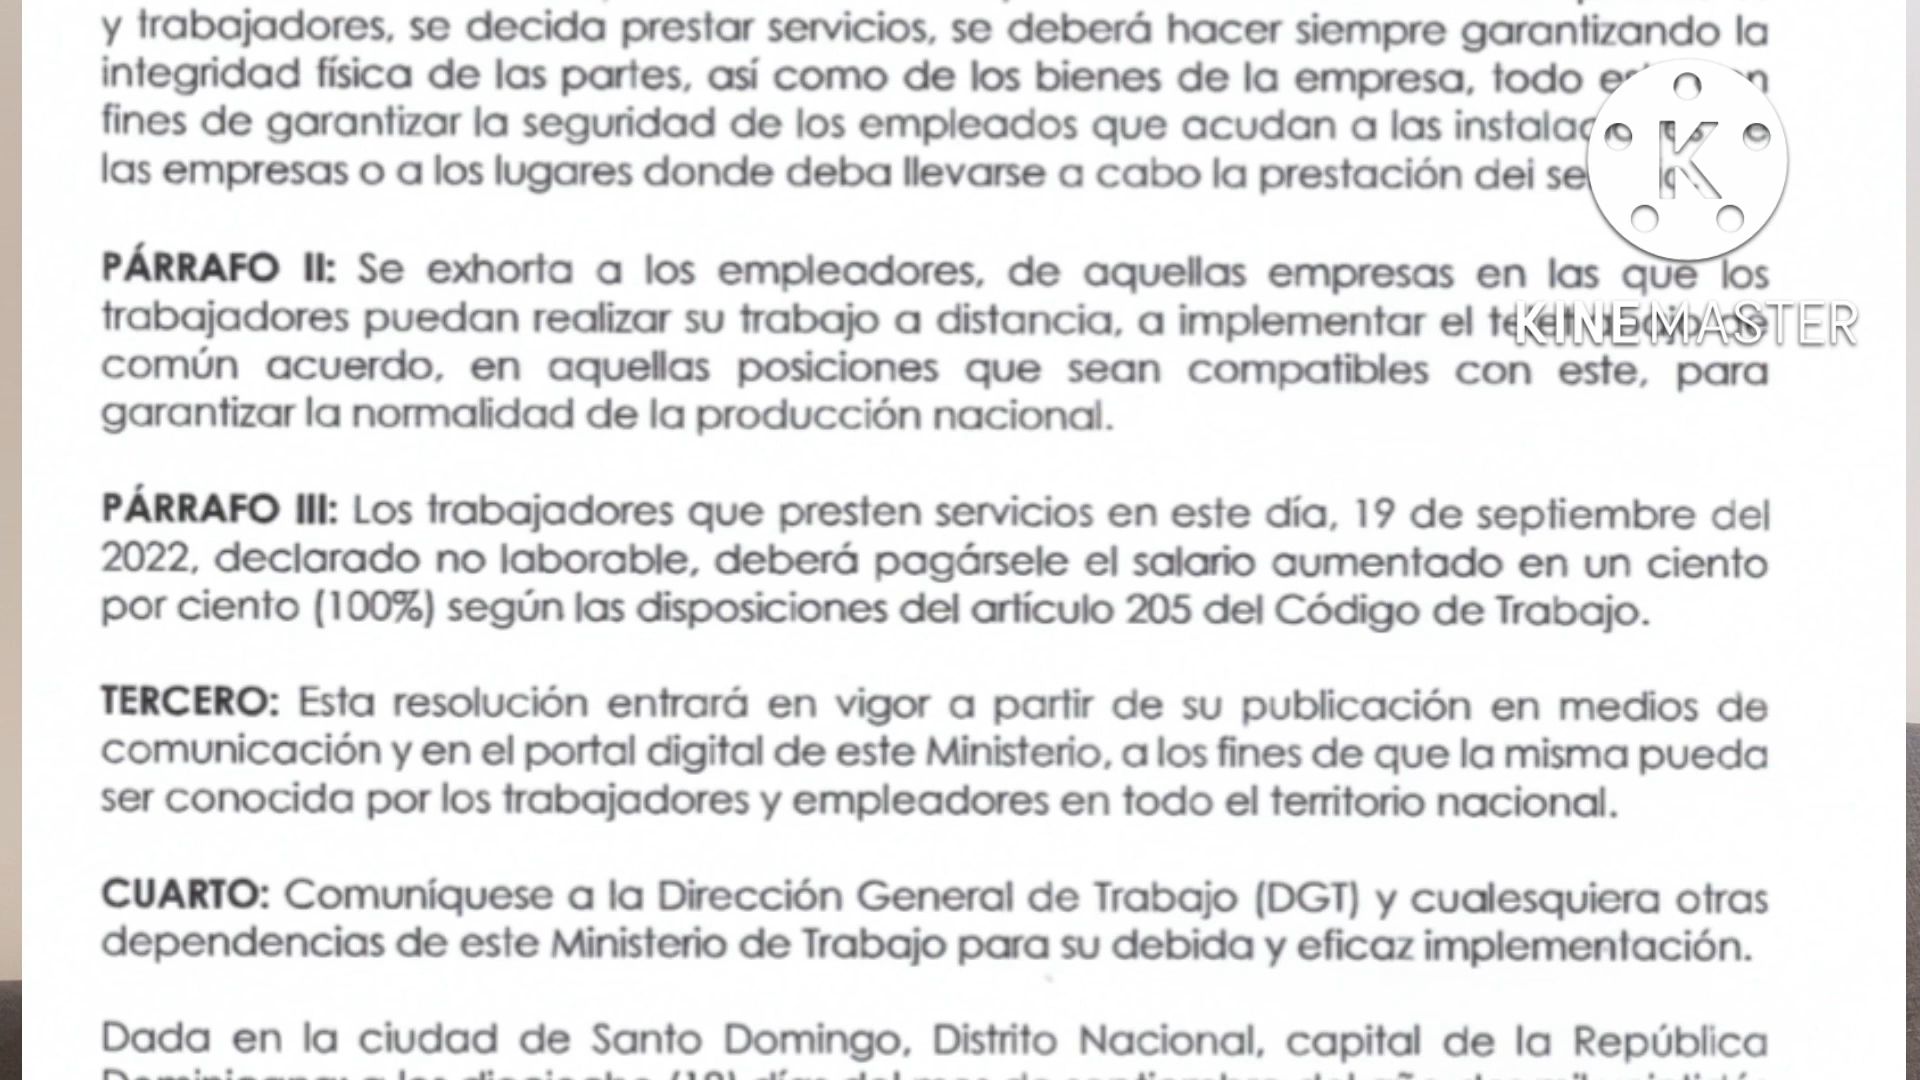 y trabajadores, se decida prestar servicios, se deberá hacer siempre garantizando la
integridad física de las partes, así como de los bienes de la empresa, todo
fines de garantizar la seguridad de los empleados que acudan a las
las empresas o a los lugares donde deba llevarse a cabo la prestación del
PÁRRAFO II: Se exhorta a los empleadores, de aquellas empresas en las que los
trabajadores puedan realizar su trabajo a distancia, a implementar el
KINEMASTER
común acuerdo, en aquellas posiciones que sean compatibles con este, para
garantizar la normalidad de la producción nacional.
PÁRRAFO III: Los trabajadores que presten servicios en este día, 19 de septiembre del
2022, declarado no laborable, deberá pagársele el salario aumentado en un ciento
por ciento (100%) según las disposiciones del artículo 205 del Código de Trabajo.
TERCERO: Esta resolución entrará en vigor a partir de su publicación en medios de
comunicación y en el portal digital de este Ministerio, a los fines de que la misma pueda
ser conocida por los trabajadores y empleadores en todo el territorio nacional.
CUARTO: Comuníquese a la Dirección General de Trabajo (DGT) y cualesquiera otras
dependencias de este Ministerio de Trabajo para su debida y eficaz implementación.
Dada en la ciudad de Santo Domingo, Distrito Nacional, capital de la República